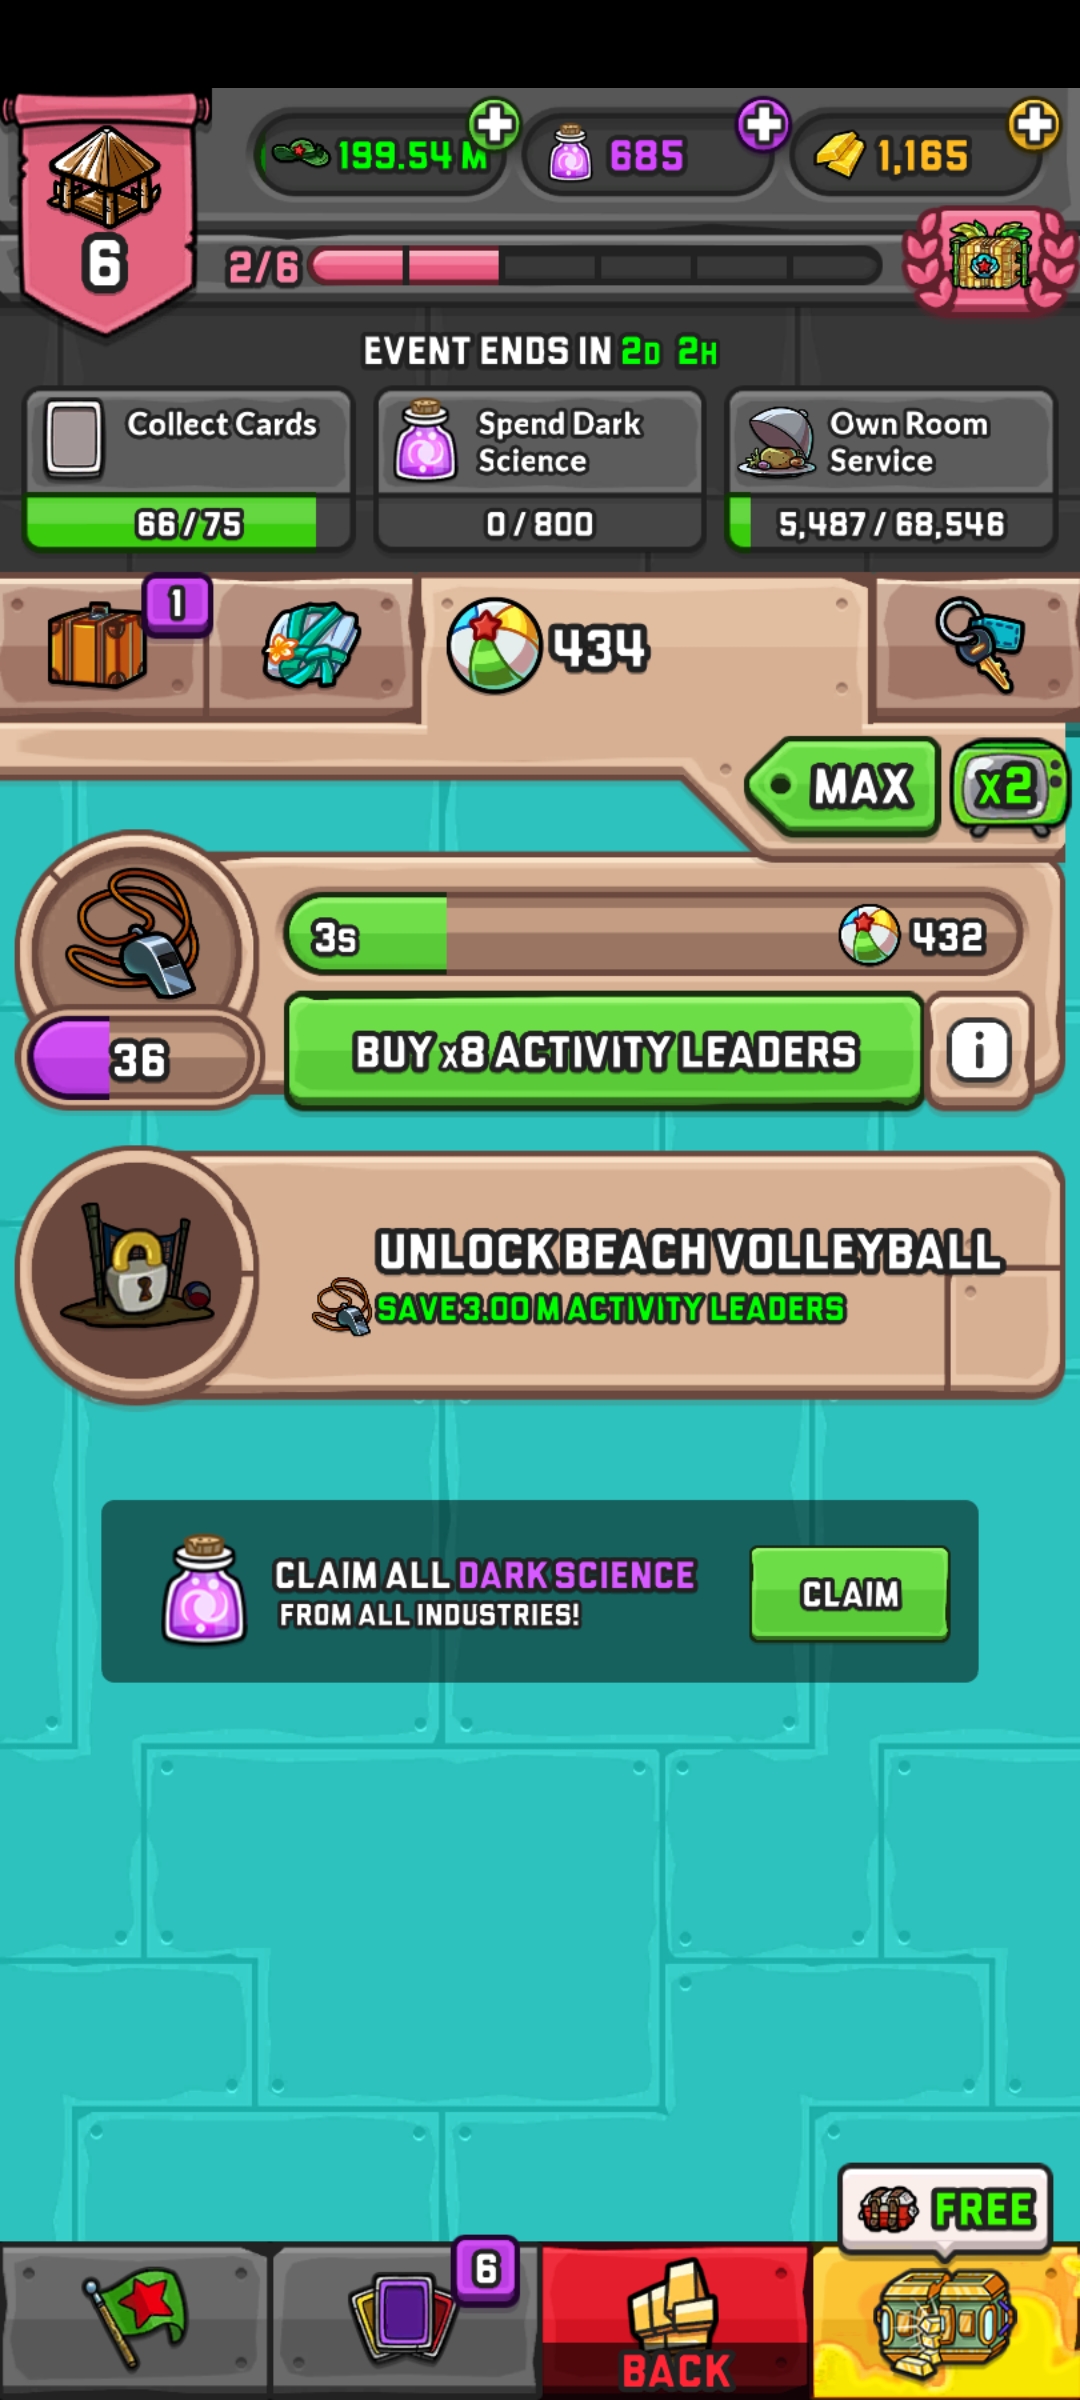 199.54 M
685
1,165
6
2/6
EVENT ENDS IN 2D 2H
Collect Cards
66/75
Spend Dark
Science
0/800
Own Room
Service
5,487/68,546
1
434
MAX
x2
3s
432
36
BUY x8 ACTIVITY LEADERS
i
UNLOCK BEACH VOLLEYBALL
SAVE 3.00 M ACTIVITY LEADERS
CLAIM ALL DARK SCIENCE
FROM ALL INDUSTRIES!
CLAIM
FREE
6
BACK